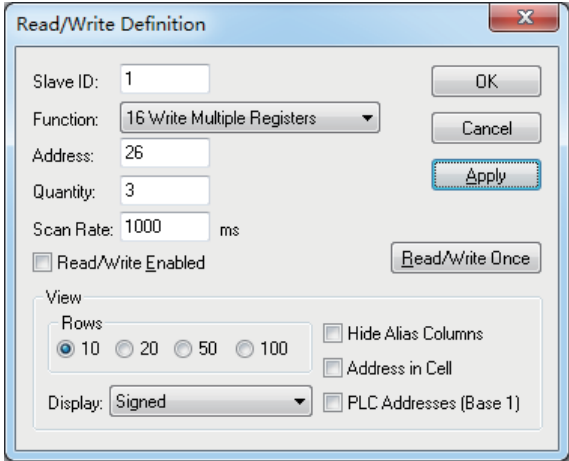 Read/Write Definition
Slave ID: 1
OK
Function: 16 Write Multiple Registers
Cancel
Address: 26
Apply
Quantity: 3
Scan Rate: 1000 ms
Read/Write Enabled
Read/Write Once
View
Rows
10 20 50 100
Hide Alias Columns
Address in Cell
Display: Signed
PLC Addresses (Base 1)